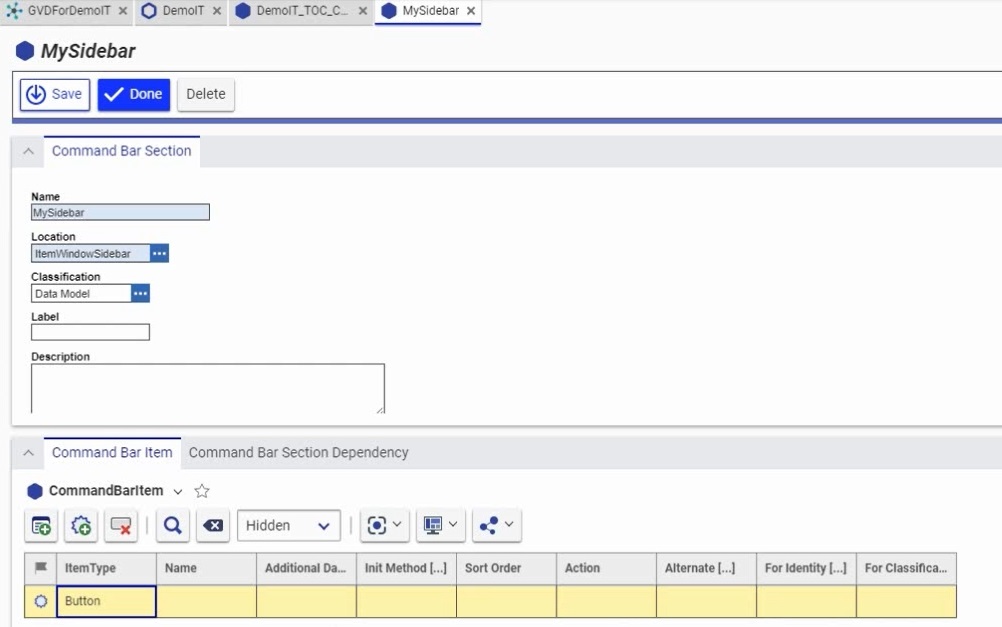 GVDForDemoIT DemoIT DemoIT_TOC_C... MySidebar
MySidebar
Save Done Delete
Command Bar Section
Name
MySidebar
Location
ItemWindowSidebar
Classification
Data Model
Label
Description
Command Bar Item Command Bar Section Dependency
CommandBarItem
Hidden
ItemType Name Additional Da... Init Method [...] Sort Order Action Alternate [...] For Identity [...] For Classifica...
Button